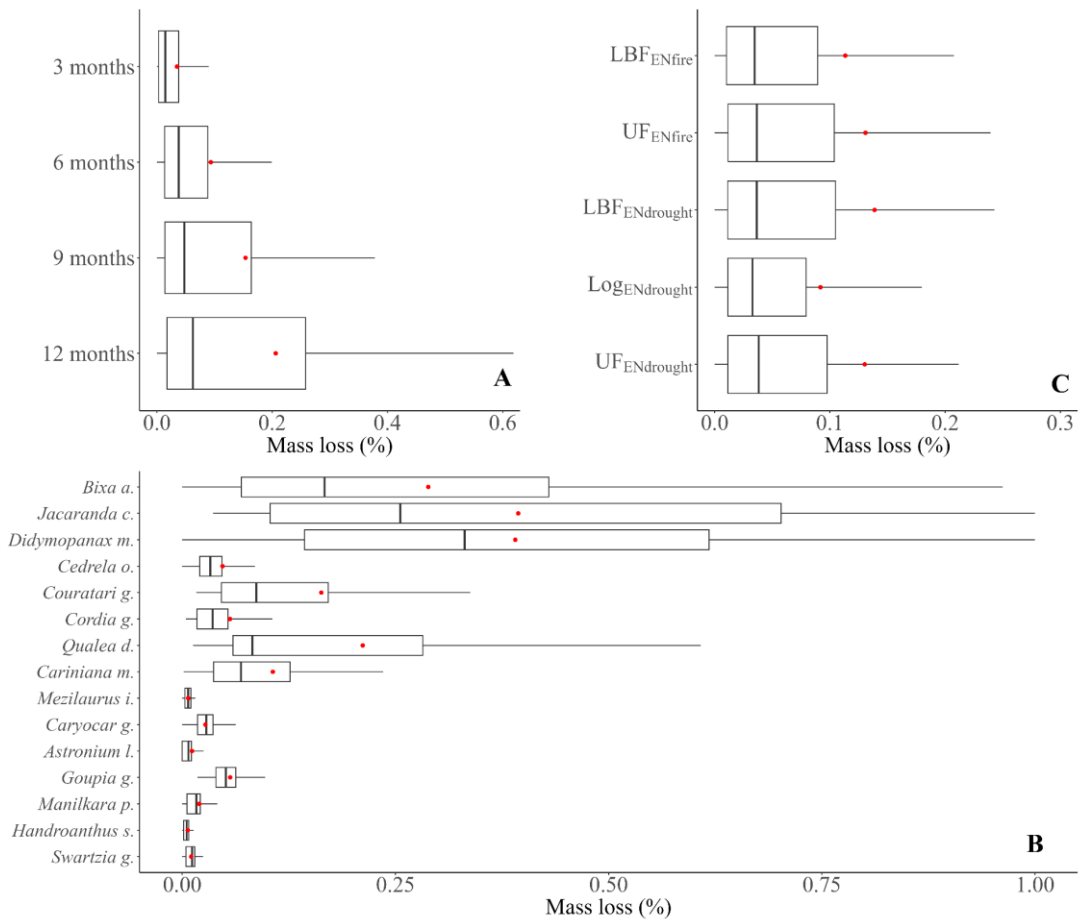 3 months
6 months
9 months
12 months
A
0.0 0.2 0.4 0.6
Mass loss (%)
LBFENfire
UFENfire
LBFENdrought
LogENdrought
UFENdrought
C
0.0 0.1 0.2 0.3
Mass loss (%)
Bixa a.
Jacaranda c.
Didymopanax m.
Cedrela o.
Couratari g.
Cordia g.
Qualea d.
Cariniana m.
Mezilaurus i.
Caryocar g.
Astronium l.
Goupia g.
Manilkara p.
Handroanthus s.
Swartzia g.
B
0.00 0.25 0.50 0.75 1.00
Mass loss (%)